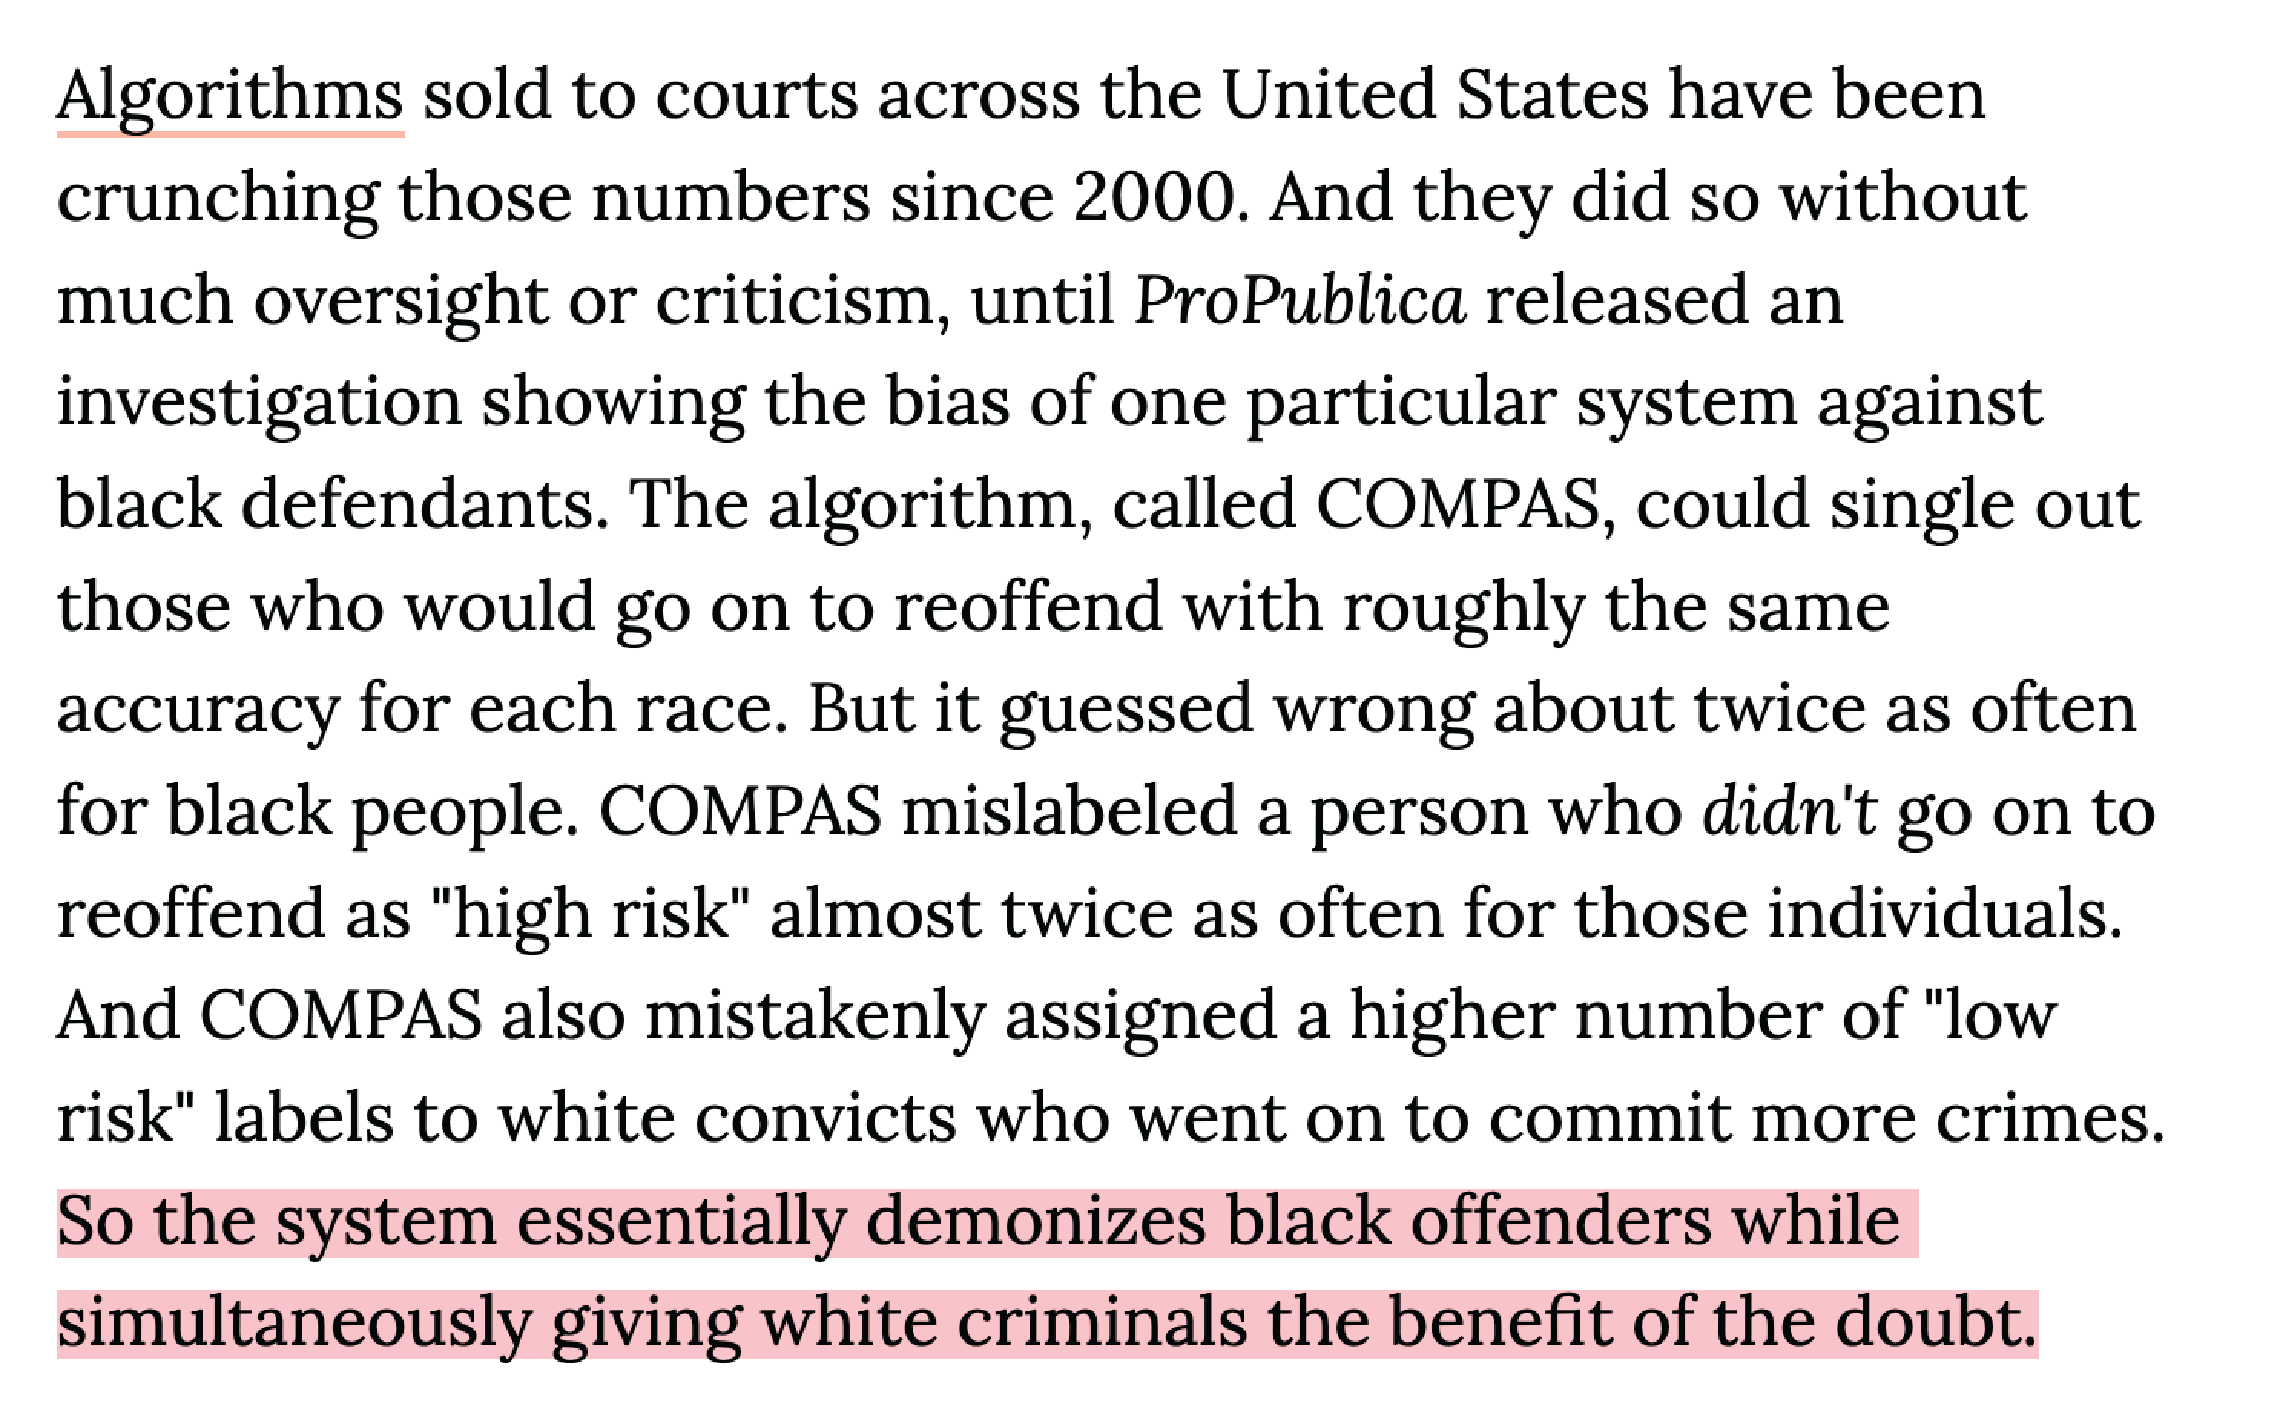 Algorithms sold to courts across the United States have been
crunching those numbers since 2000. And they did so without
much oversight or criticism, until ProPublica released an
investigation showing the bias of one particular system against
black defendants. The algorithm, called COMPAS, could single out
those who would go on to reoffend with roughly the same
accuracy for each race. But it guessed wrong about twice as often
for black people. COMPAS mislabeled a person who didn't go on to
reoffend as "high risk" almost twice as often for those individuals.
And COMPAS also mistakenly assigned a higher number of "low
risk" labels to white convicts who went on to commit more crimes.
So the system essentially demonizes black offenders while
simultaneously giving white criminals the benefit of the doubt.